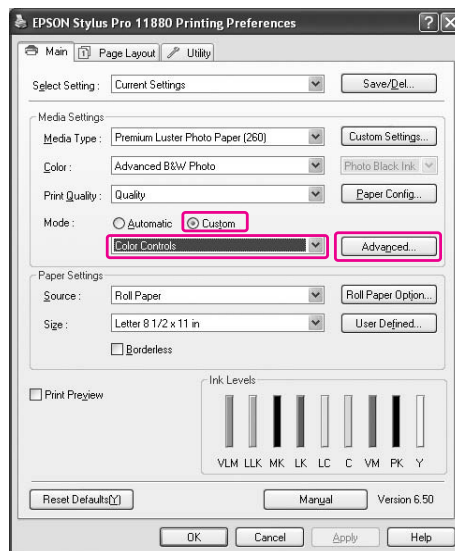 EPSON Stylus Pro 11880 Printing Preferences
Main Page Layout Utility
Select Setting : Current Settings Save/Del...
Media Settings
Media Type : Premium Luster Photo Paper (260) Custom Settings...
Color : Advanced B&W Photo Photo Black Ink
Print Quality : Quality Paper Config...
Mode : Automatic Custom
Color Controls Advanced...
Paper Settings
Source : Roll Paper Roll Paper Option...
Size : Letter 8 1/2 x 11 in User Defined...
Borderless
Print Preview
Ink Levels
VLM LLK MK LK LC C VM PK Y
Reset Defaults(Y) Manual Version 6.50
OK Cancel Apply Help